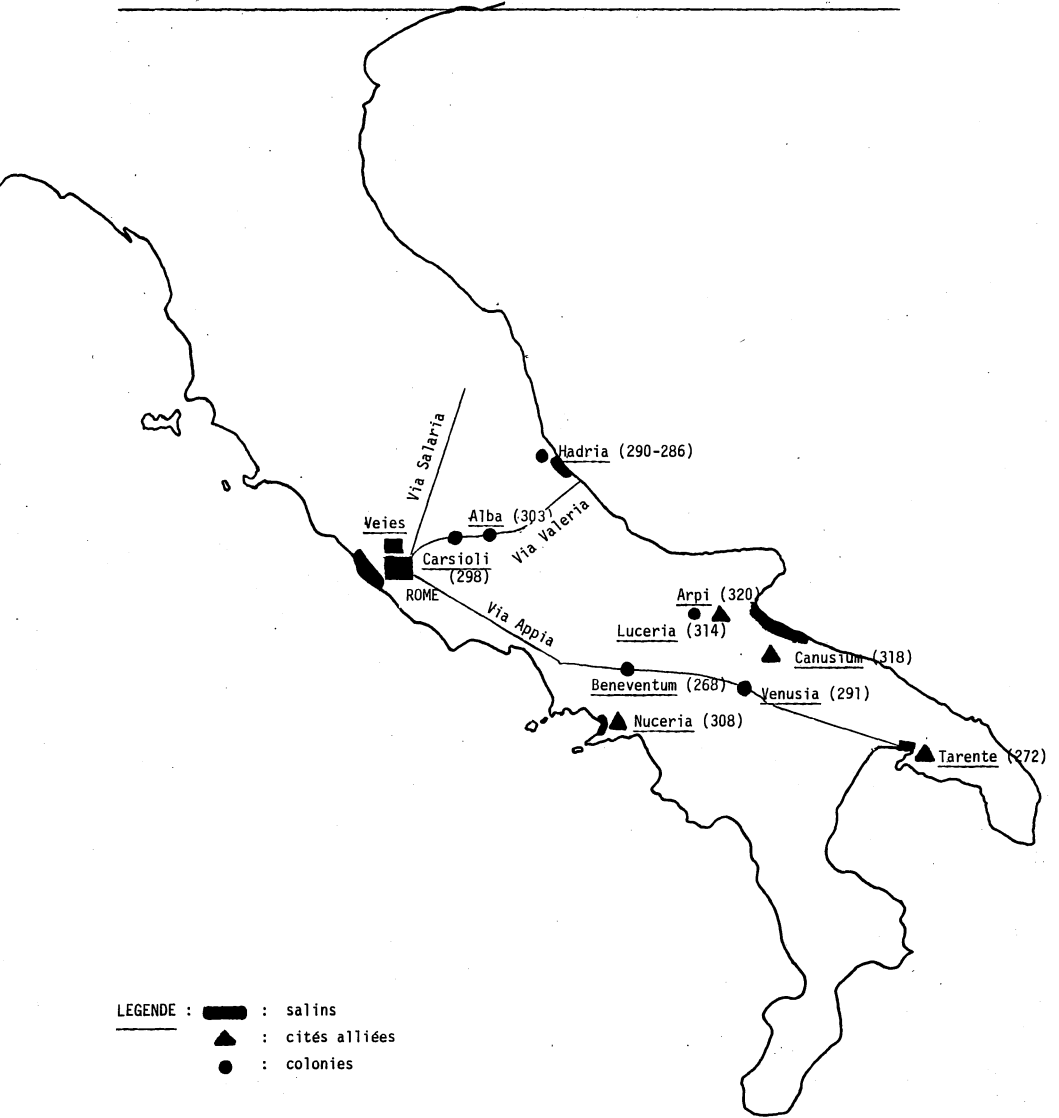 Via Salaria
Hadria (290-286)
Veies
Alba (303)
Via Valeria
Carsioli
(298)
ROME
Via Appia
Arpi (320)
Luceria (314)
Canusium (318)
Beneventum (268)
Venusia (291)
Nuceria (308)
Tarente (272)
LEGENDE : : salins
: cités alliées
: colonies